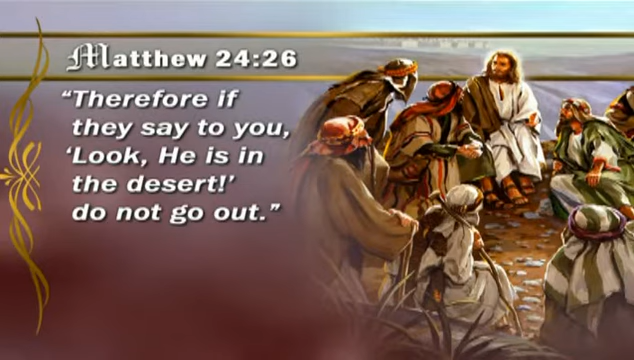 Matthew 24:26
“Therefore if
they say to you,
‘Look, He is in
the desert!’
do not go out.”